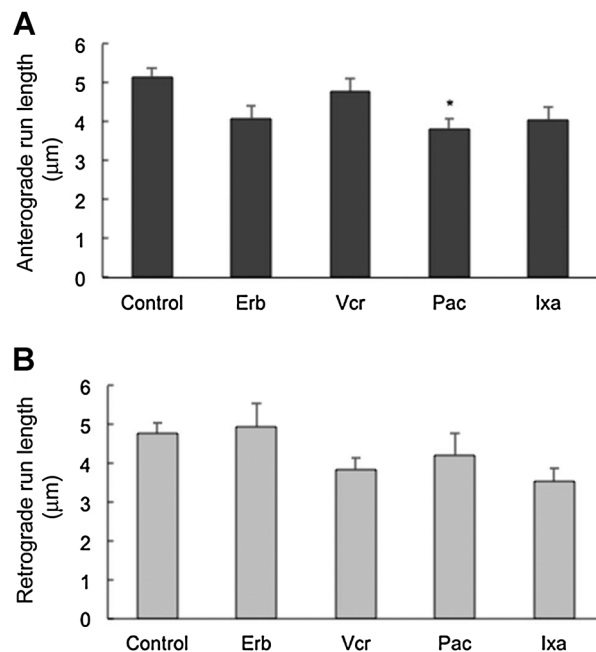 A
Anterograde run length
(μm)
6
5
4
3
2
1
0
*
Control Erb Vcr Pac Ixa
B
Retrograde run length
(μm)
6
5
4
3
2
1
0
Control Erb Vcr Pac Ixa